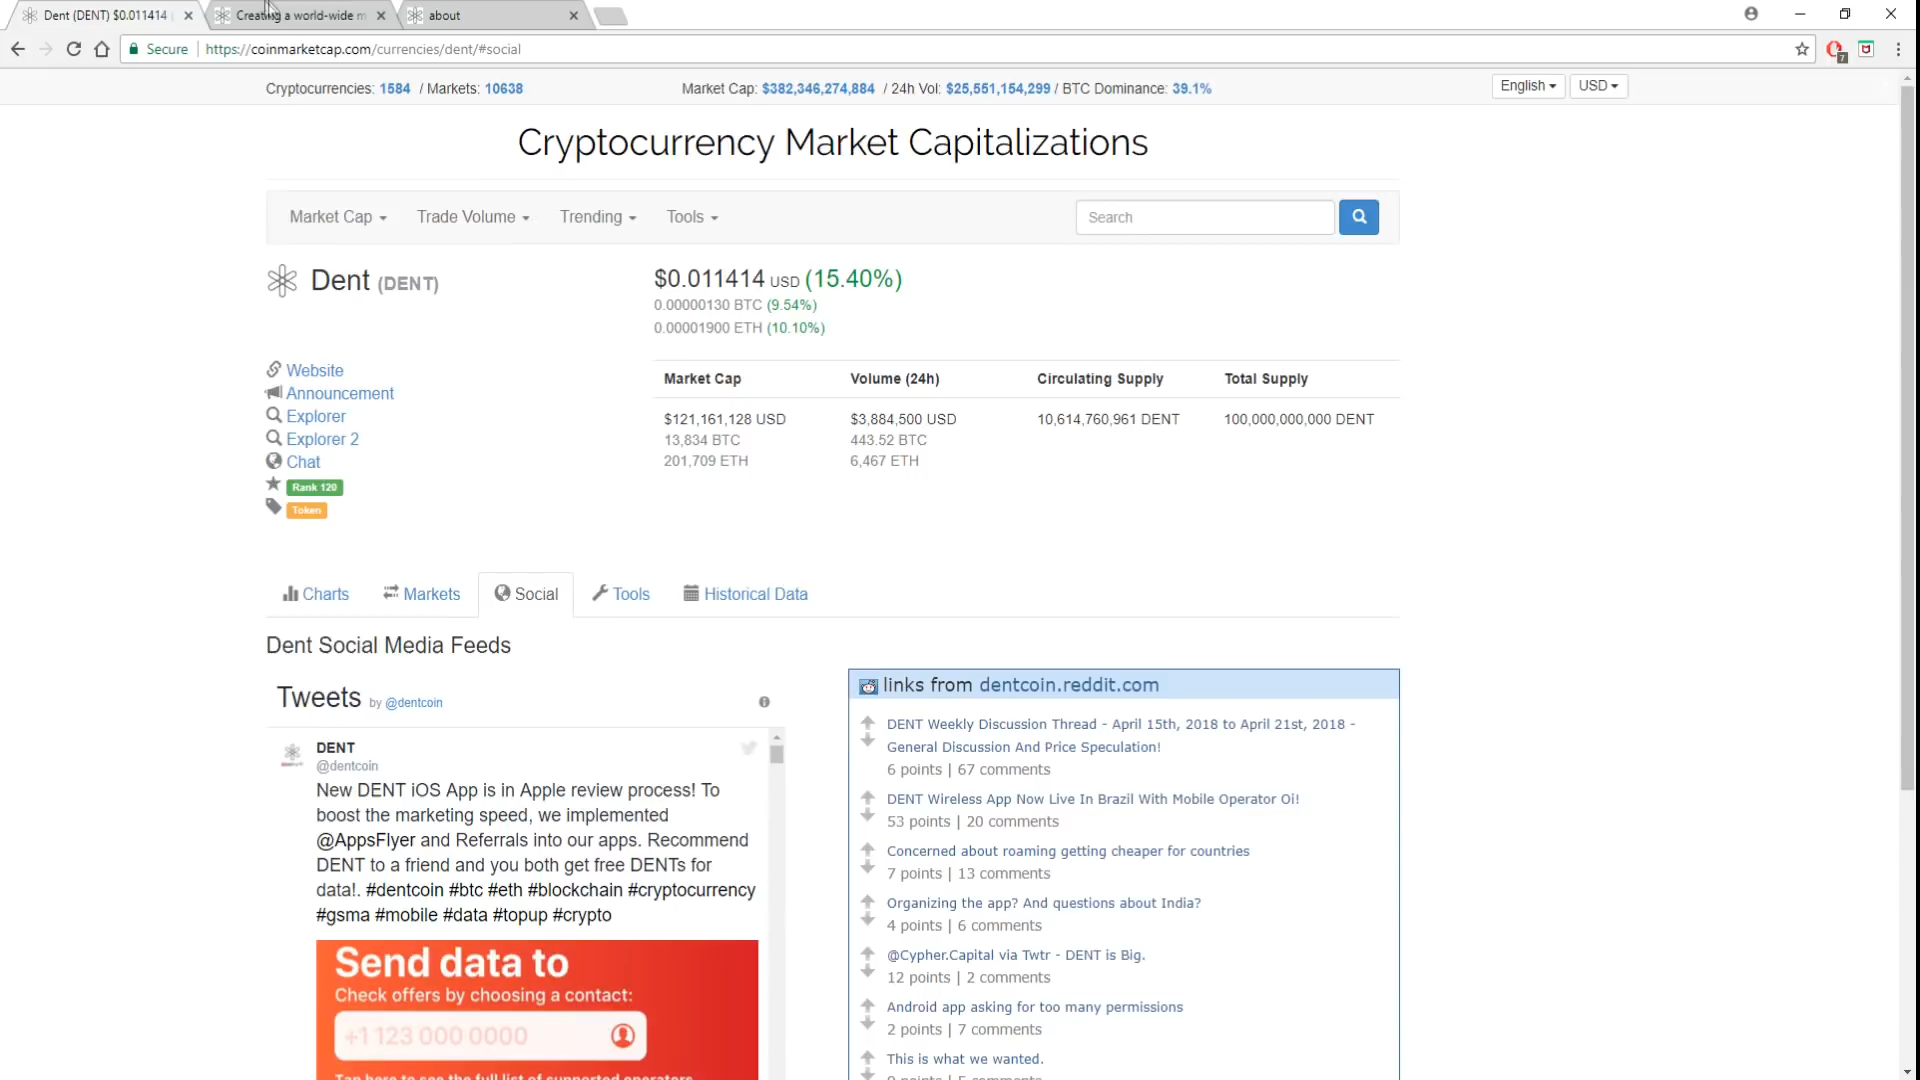 Dent (DENT) $0.011414
Creating a world-wide m
about
Secure
https://coinmarketcap.com/currencies/dent/#social
7
Cryptocurrencies: 1584 / Markets: 10638
Market Cap: $382,346,274,884 / 24h Vol: $25,551,154,299 / BTC Dominance: 39.1%
English
USD
Cryptocurrency Market Capitalizations
Market Cap
Trade Volume
Trending
Tools
Search
Dent (DENT)
$0.011414 USD (15.40%)
0.00000130 BTC (9.54%)
0.00001900 ETH (10.10%)
Website
Announcement
Explorer
Explorer 2
Chat
Rank 120
Token
Market Cap
Volume (24h)
Circulating Supply
Total Supply
$121,161,128 USD
$3,884,500 USD
10,614,760,961 DENT
100,000,000,000 DENT
13,834 BTC
443.52 BTC
201,709 ETH
6,467 ETH
Charts
Markets
Social
Tools
Historical Data
Dent Social Media Feeds
Tweets by @dentcoin
DENT
@dentcoin
New DENT iOS App is in Apple review process! To
boost the marketing speed, we implemented
@AppsFlyer and Referrals into our apps. Recommend
DENT to a friend and you both get free DENTs for
data!. #dentcoin #btc #eth #blockchain #cryptocurrency
#gsma #mobile #data #topup #crypto
Send data to
Check offers by choosing a contact:
+1 123 000 0000
Tap here to see the full list of supported operators
links from dentcoin.reddit.com
DENT Weekly Discussion Thread - April 15th, 2018 to April 21st, 2018 -
General Discussion And Price Speculation!
6 points | 67 comments
DENT Wireless App Now Live In Brazil With Mobile Operator Oi!
53 points | 20 comments
Concerned about roaming getting cheaper for countries
7 points | 13 comments
Organizing the app? And questions about India?
4 points | 6 comments
@Cypher.Capital via Twtr - DENT is Big.
12 points | 2 comments
Android app asking for too many permissions
2 points | 7 comments
This is what we wanted.
points | 5 comments